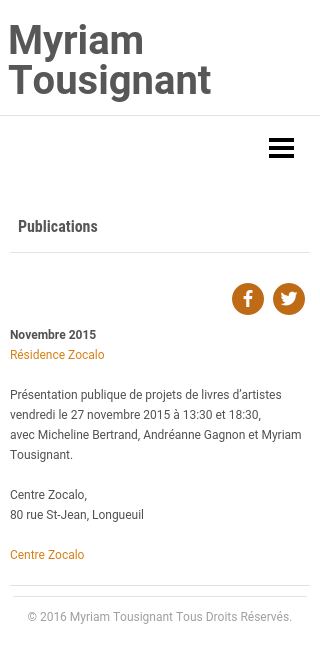 Myriam
Tousignant
Publications
Novembre 2015
Résidence Zocalo
Présentation publique de projets de livres d’artistes
vendredi le 27 novembre 2015 à 13:30 et 18:30,
avec Micheline Bertrand, Andréanne Gagnon et Myriam
Tousignant.
Centre Zocalo,
80 rue St-Jean, Longueuil
Centre Zocalo
© 2016 Myriam Tousignant Tous Droits Réservés.